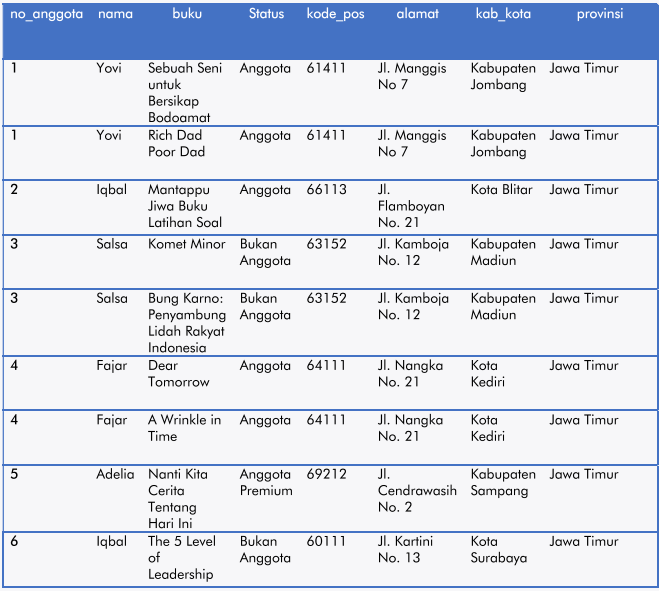 no_anggota nama buku Status kode_pos alamat kab_kota provinsi
1 Yovi Sebuah Seni Anggota 61411 Jl. Manggis Kabupaten Jawa Timur
untuk No 7 Jombang
Bersikap
Bodoamat
1 Yovi Rich Dad Anggota 61411 Jl. Manggis Kabupaten Jawa Timur
Poor Dad No 7 Jombang
2 Iqbal Mantappu Anggota 66113 Jl. Kota Blitar Jawa Timur
Jiwa Buku Flamboyan
Latihan Soal No. 21
3 Salsa Komet Minor Bukan 63152 Jl. Kamboja Kabupaten Jawa Timur
Anggota No. 12 Madiun
3 Salsa Bung Karno: Bukan 63152 Jl. Kamboja Kabupaten Jawa Timur
Penyambung Anggota No. 12 Madiun
Lidah Rakyat
Indonesia
4 Fajar Dear Anggota 64111 Jl. Nangka Kota Jawa Timur
Tomorrow No. 21 Kediri
4 Fajar A Wrinkle in Anggota 64111 Jl. Nangka Kota Jawa Timur
Time No. 21 Kediri
5 Adelia Nanti Kita Anggota 69212 Jl. Kabupaten Jawa Timur
Cerita Premium Cendrawasih Sampang
Tentang No. 2
Hari Ini
6 Iqbal The 5 Level Bukan 60111 Jl. Kartini Kota Jawa Timur
of Anggota No. 13 Surabaya
Leadership